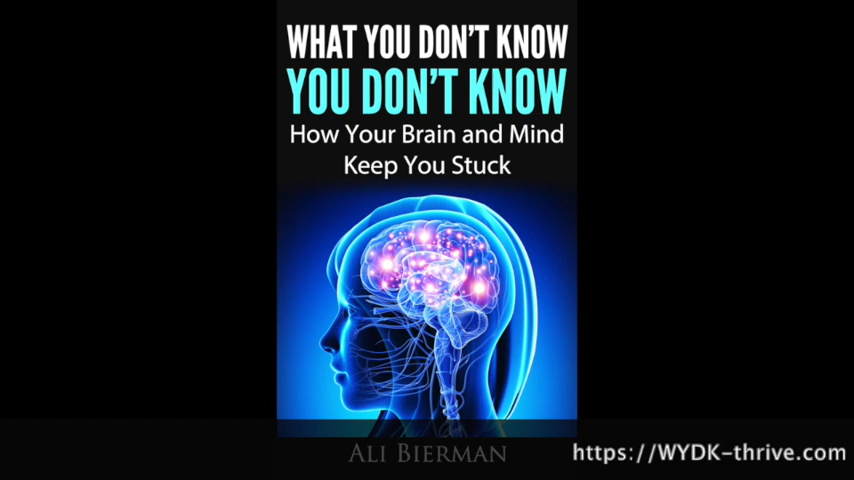 WHAT YOU DON'T KNOW
YOU DON'T KNOW
How Your Brain and Mind
Keep You Stuck
ALI BIERMAN
https://WYDK-thrive.com